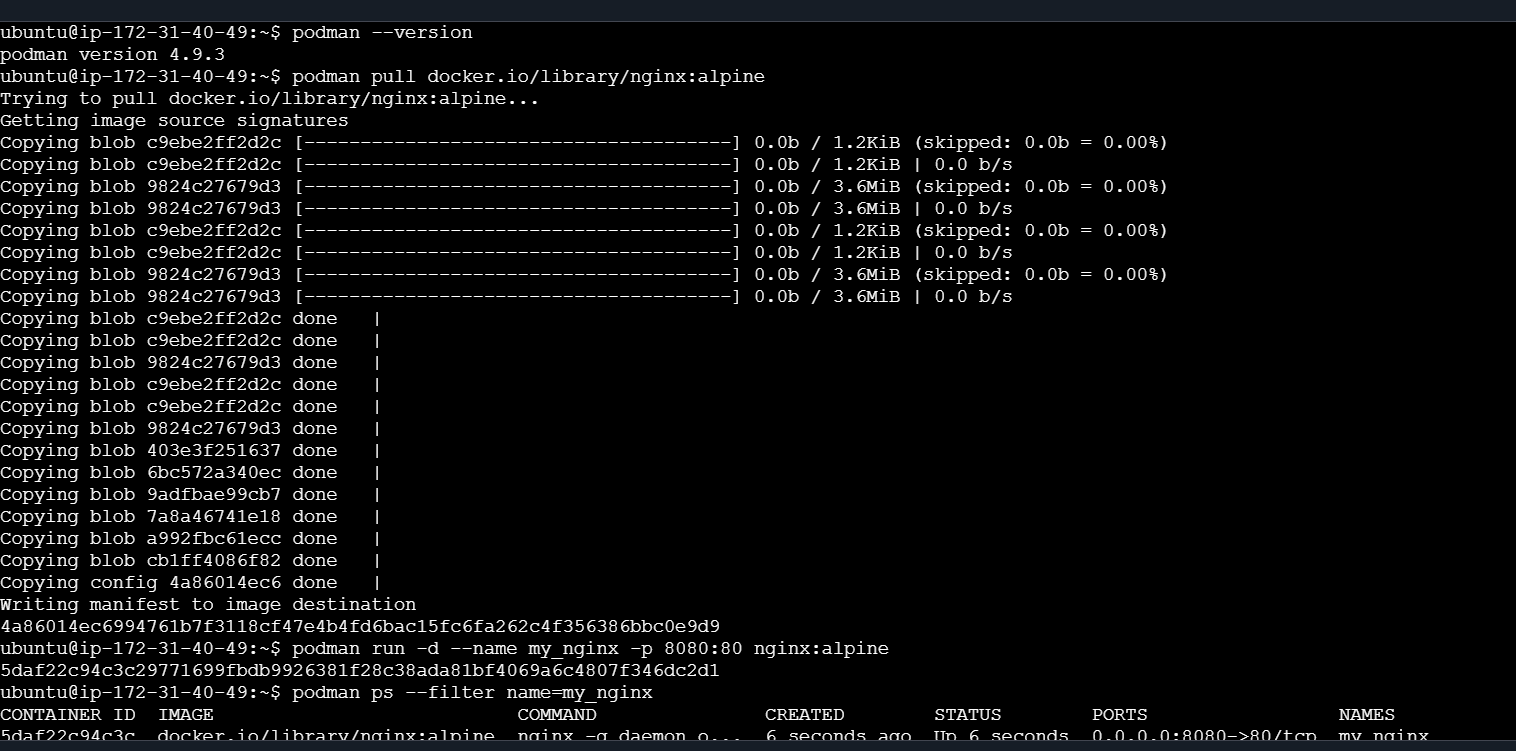 ubuntu@ip-172-31-40-49:~$ podman --version
podman version 4.9.3
ubuntu@ip-172-31-40-49:~$ podman pull docker.io/library/nginx:alpine
Trying to pull docker.io/library/nginx:alpine...
Getting image source signatures
Copying blob c9ebe2ff2d2c [--------------------------------------] 0.0b / 1.2KiB (skipped: 0.0b = 0.00%)
Copying blob c9ebe2ff2d2c [--------------------------------------] 0.0b / 1.2KiB | 0.0 b/s
Copying blob 9824c27679d3 [--------------------------------------] 0.0b / 3.6MiB (skipped: 0.0b = 0.00%)
Copying blob 9824c27679d3 [--------------------------------------] 0.0b / 3.6MiB | 0.0 b/s
Copying blob c9ebe2ff2d2c [--------------------------------------] 0.0b / 1.2KiB (skipped: 0.0b = 0.00%)
Copying blob c9ebe2ff2d2c [--------------------------------------] 0.0b / 1.2KiB | 0.0 b/s
Copying blob 9824c27679d3 [--------------------------------------] 0.0b / 3.6MiB (skipped: 0.0b = 0.00%)
Copying blob 9824c27679d3 [--------------------------------------] 0.0b / 3.6MiB | 0.0 b/s
Copying blob c9ebe2ff2d2c done   |
Copying blob c9ebe2ff2d2c done   |
Copying blob 9824c27679d3 done   |
Copying blob c9ebe2ff2d2c done   |
Copying blob c9ebe2ff2d2c done   |
Copying blob 9824c27679d3 done   |
Copying blob 403e3f251637 done   |
Copying blob 6bc572a340ec done   |
Copying blob 9adfbae99cb7 done   |
Copying blob 7a8a46741e18 done   |
Copying blob a992fbc61ecc done   |
Copying blob cb1ff4086f82 done   |
Copying config 4a86014ec6 done   |
Writing manifest to image destination
4a86014ec6994761b7f3118cf47e4b4fd6bac15fc6fa262c4f356386bbc0e9d9
ubuntu@ip-172-31-40-49:~$ podman run -d --name my_nginx -p 8080:80 nginx:alpine
5daf22c94c3c29771699fbdb9926381f28c38ada81bf4069a6c4807f346dc2d1
ubuntu@ip-172-31-40-49:~$ podman ps --filter name=my_nginx
CONTAINER ID  IMAGE                           COMMAND               CREATED        STATUS        PORTS                 NAMES
5daf22c94c3c  docker.io/library/nginx:alpine  nginx -g daemon o...  6 seconds ago  Up 6 seconds  0.0.0.0:8080->80/tcp  my_nginx